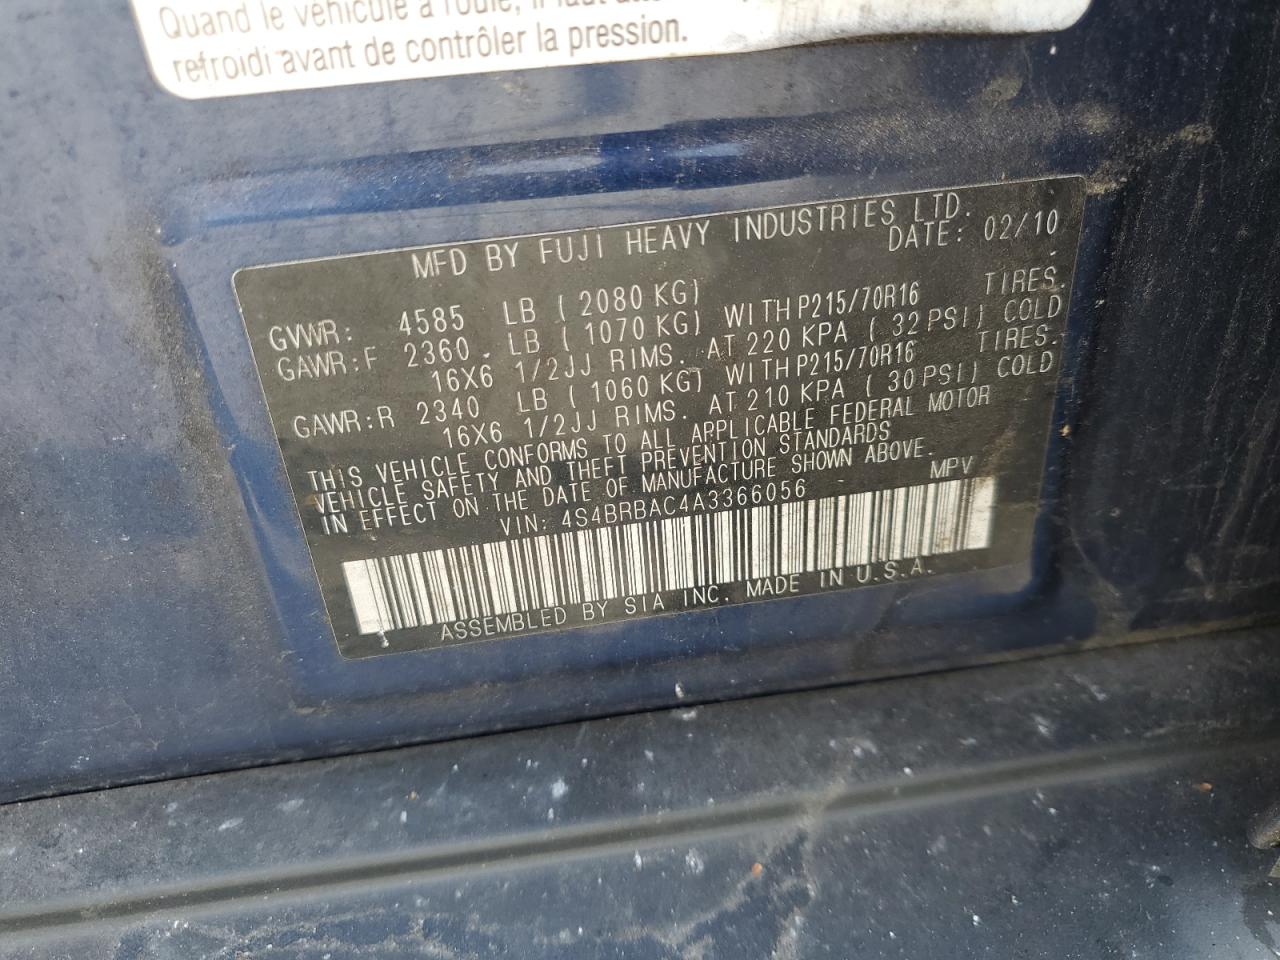 Quand le véhicule a roulé, il faut
refroidi avant de contrôler la pression.
MFD BY FUJI HEAVY INDUSTRIES LTD.
DATE: 02/10
GVWR: 4585 LB (2080 KG)
GAWR:F 2360 LB (1070 KG) WITH P215/70R16 TIRES.
16X6 1/2JJ RIMS. AT 220 KPA (32 PSI) COLD
GAWR:R 2340 LB (1060 KG) WITH P215/70R16 TIRES.
16X6 1/2JJ RIMS. AT 210 KPA (30 PSI) COLD
THIS VEHICLE CONFORMS TO ALL APPLICABLE FEDERAL MOTOR
VEHICLE SAFETY AND THEFT PREVENTION STANDARDS
IN EFFECT ON THE DATE OF MANUFACTURE SHOWN ABOVE.
VIN: 4S4BRBAC4A3366056 MPV
ASSEMBLED BY SIA INC. MADE IN U.S.A.